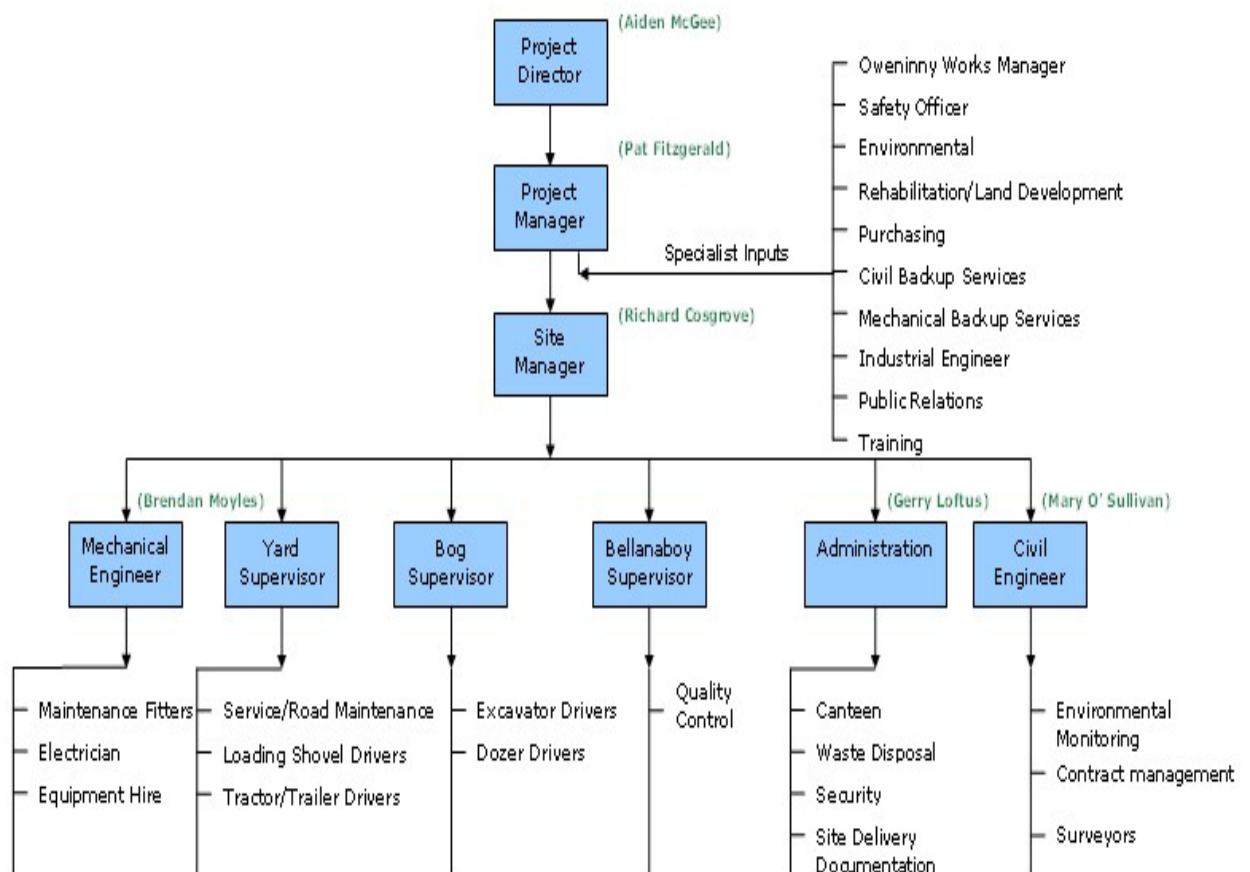 (Aiden McGee)
Project
Director
Oweninny Works Manager
Safety Officer
(Pat Fitzgerald)
Environmental
Project
Manager
Rehabilitation/Land Development
Purchasing
Specialist Inputs
Civil Backup Services
(Richard Cosgrove)
Mechanical Backup Services
Site
Manager
Industrial Engineer
Public Relations
Training
(Brendan Moyles)
(Gerry Loftus)
(Mary O' Sullivan)
Mechanical
Engineer
Yard
Supervisor
Bog
Supervisor
Bellanaboy
Supervisor
Administration
Civil
Engineer
Maintenance Fitters
Electrician
Equipment Hire
Service/Road Maintenance
Loading Shovel Drivers
Tractor/Trailer Drivers
Excavator Drivers
Dozer Drivers
Quality
Control
Canteen
Waste Disposal
Security
Site Delivery
Documentation
Environmental
Monitoring
Contract management
Surveyors